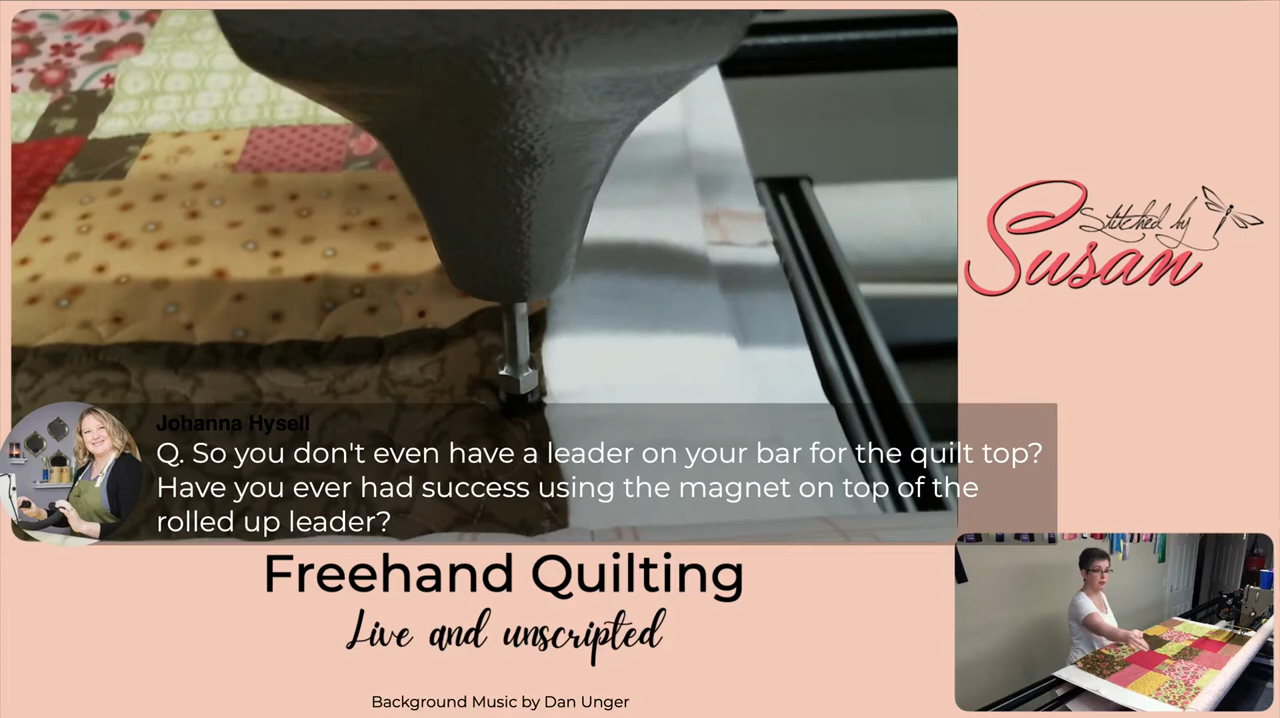 Stitched by
Susan
Johanna Hysell
Q. So you don't even have a leader on your bar for the quilt top?
Have you ever had success using the magnet on top of the
rolled up leader?
Freehand Quilting
Live and unscripted
Background Music by Dan Unger